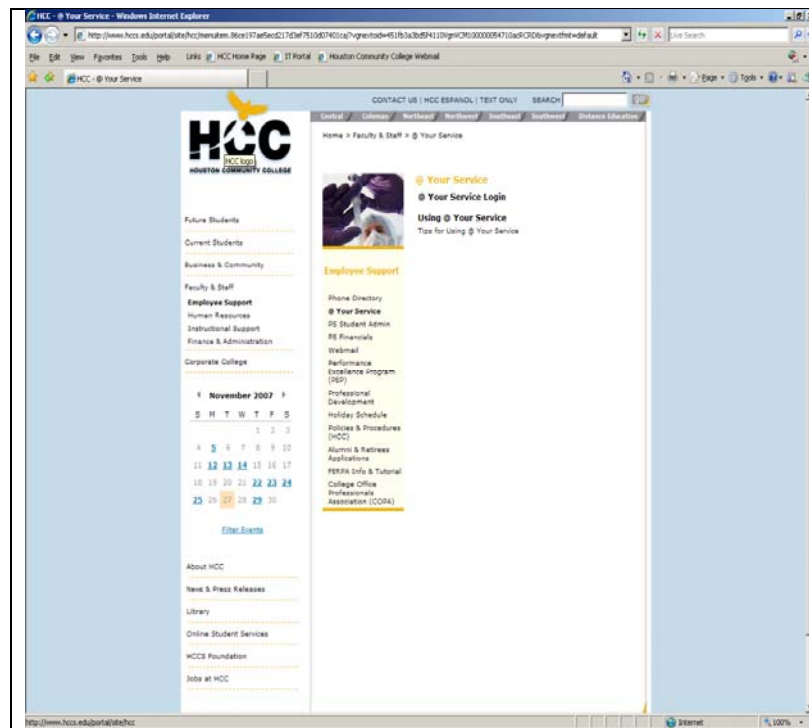 HCC - @ Your Service - Windows Internet Explorer
Live Search
File Edit View Favorites Tools Help Links HCC Home Page IT Portal Houston Community College Webmail
HCC - @ Your Service
Page Tools
CONTACT US | HCC ESPANOL | TEXT ONLY SEARCH
Central / Coleman / Northeast / Northwest / Southeast / Southwest / Distance Education
Home > Faculty & Staff > @ Your Service
HCC
HCC logo
HOUSTON COMMUNITY COLLEGE
Future Students
Current Students
Business & Community
Faculty & Staff
Employee Support
Human Resources
Instructional Support
Finance & Administration
Corporate College
November 2007
S M T W T F S
1 2 3
4 5 6 7 8 9 10
11 12 13 14 15 16 17
18 19 20 21 22 23 24
25 26 27 28 29 30
Filter Events
About HCC
News & Press Releases
Library
Online Student Services
HCCS Foundation
Jobs at HCC
Employee Support
Phone Directory
@ Your Service
PS Student Admin
PS Financials
Webmail
Performance
Excellence Program
(PEP)
Professional
Development
Holiday Schedule
Policies & Procedures
(HCC)
Alumni & Retirees
Applications
FERPA Info & Tutorial
College Office
Professionals
Association (COPA)
@ Your Service
@ Your Service Login
Using @ Your Service
Tips for Using @ Your Service
http://www.hccs.edu/portal/site/hcc
Internet
100%